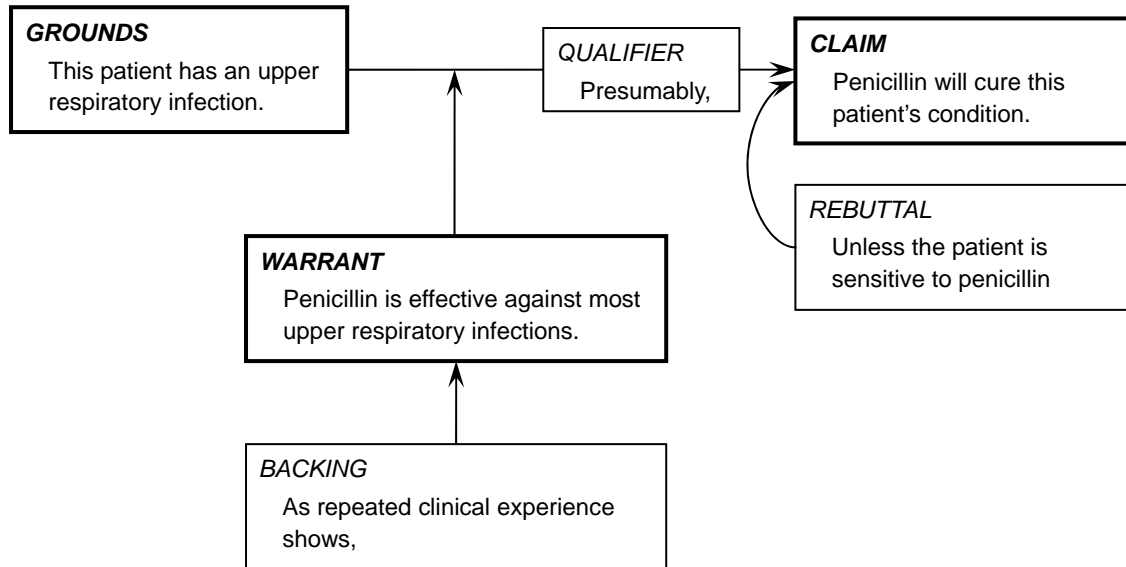 GROUNDS
This patient has an upper
respiratory infection.
QUALIFIER
Presumably,
CLAIM
Penicillin will cure this
patient’s condition.
REBUTTAL
Unless the patient is
sensitive to penicillin
WARRANT
Penicillin is effective against most
upper respiratory infections.
BACKING
As repeated clinical experience
shows,